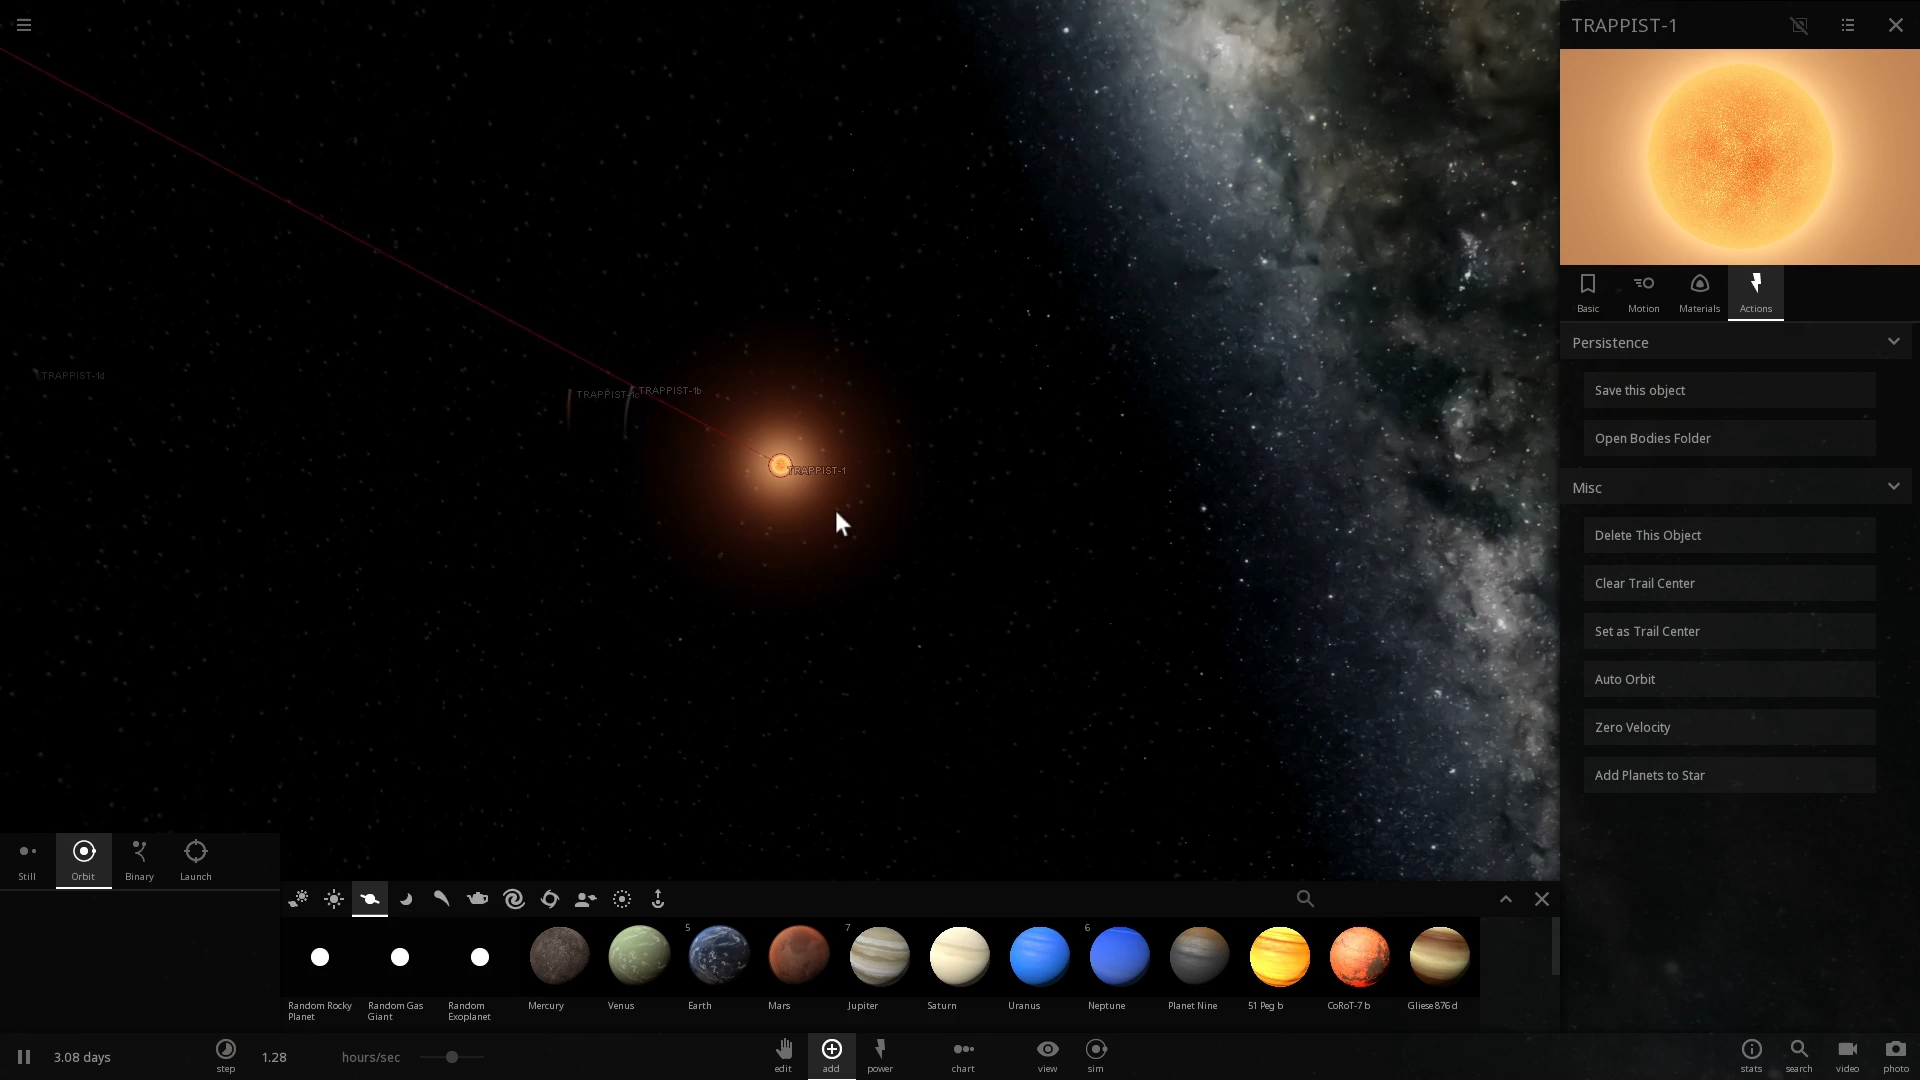 TRAPPIST-1
TRAPPIST-1d
TRAPPIST-1c
TRAPPIST-1b
TRAPPIST-1
Basic
Motion
Materials
Actions
Persistence
Save this object
Open Bodies Folder
Misc
Delete This Object
Clear Trail Center
Set as Trail Center
Auto Orbit
Zero Velocity
Add Planets to Star
Still
Orbit
Binary
Launch
5
7
6
Random Rocky
Planet
Random Gas
Giant
Random
Exoplanet
Mercury
Venus
Earth
Mars
Jupiter
Saturn
Uranus
Neptune
Planet Nine
51 Peg b
CoRoT-7 b
Gliese 876 d
3.08 days
step
1.28
hours/sec
edit
add
power
chart
view
sim
stats
search
video
photo